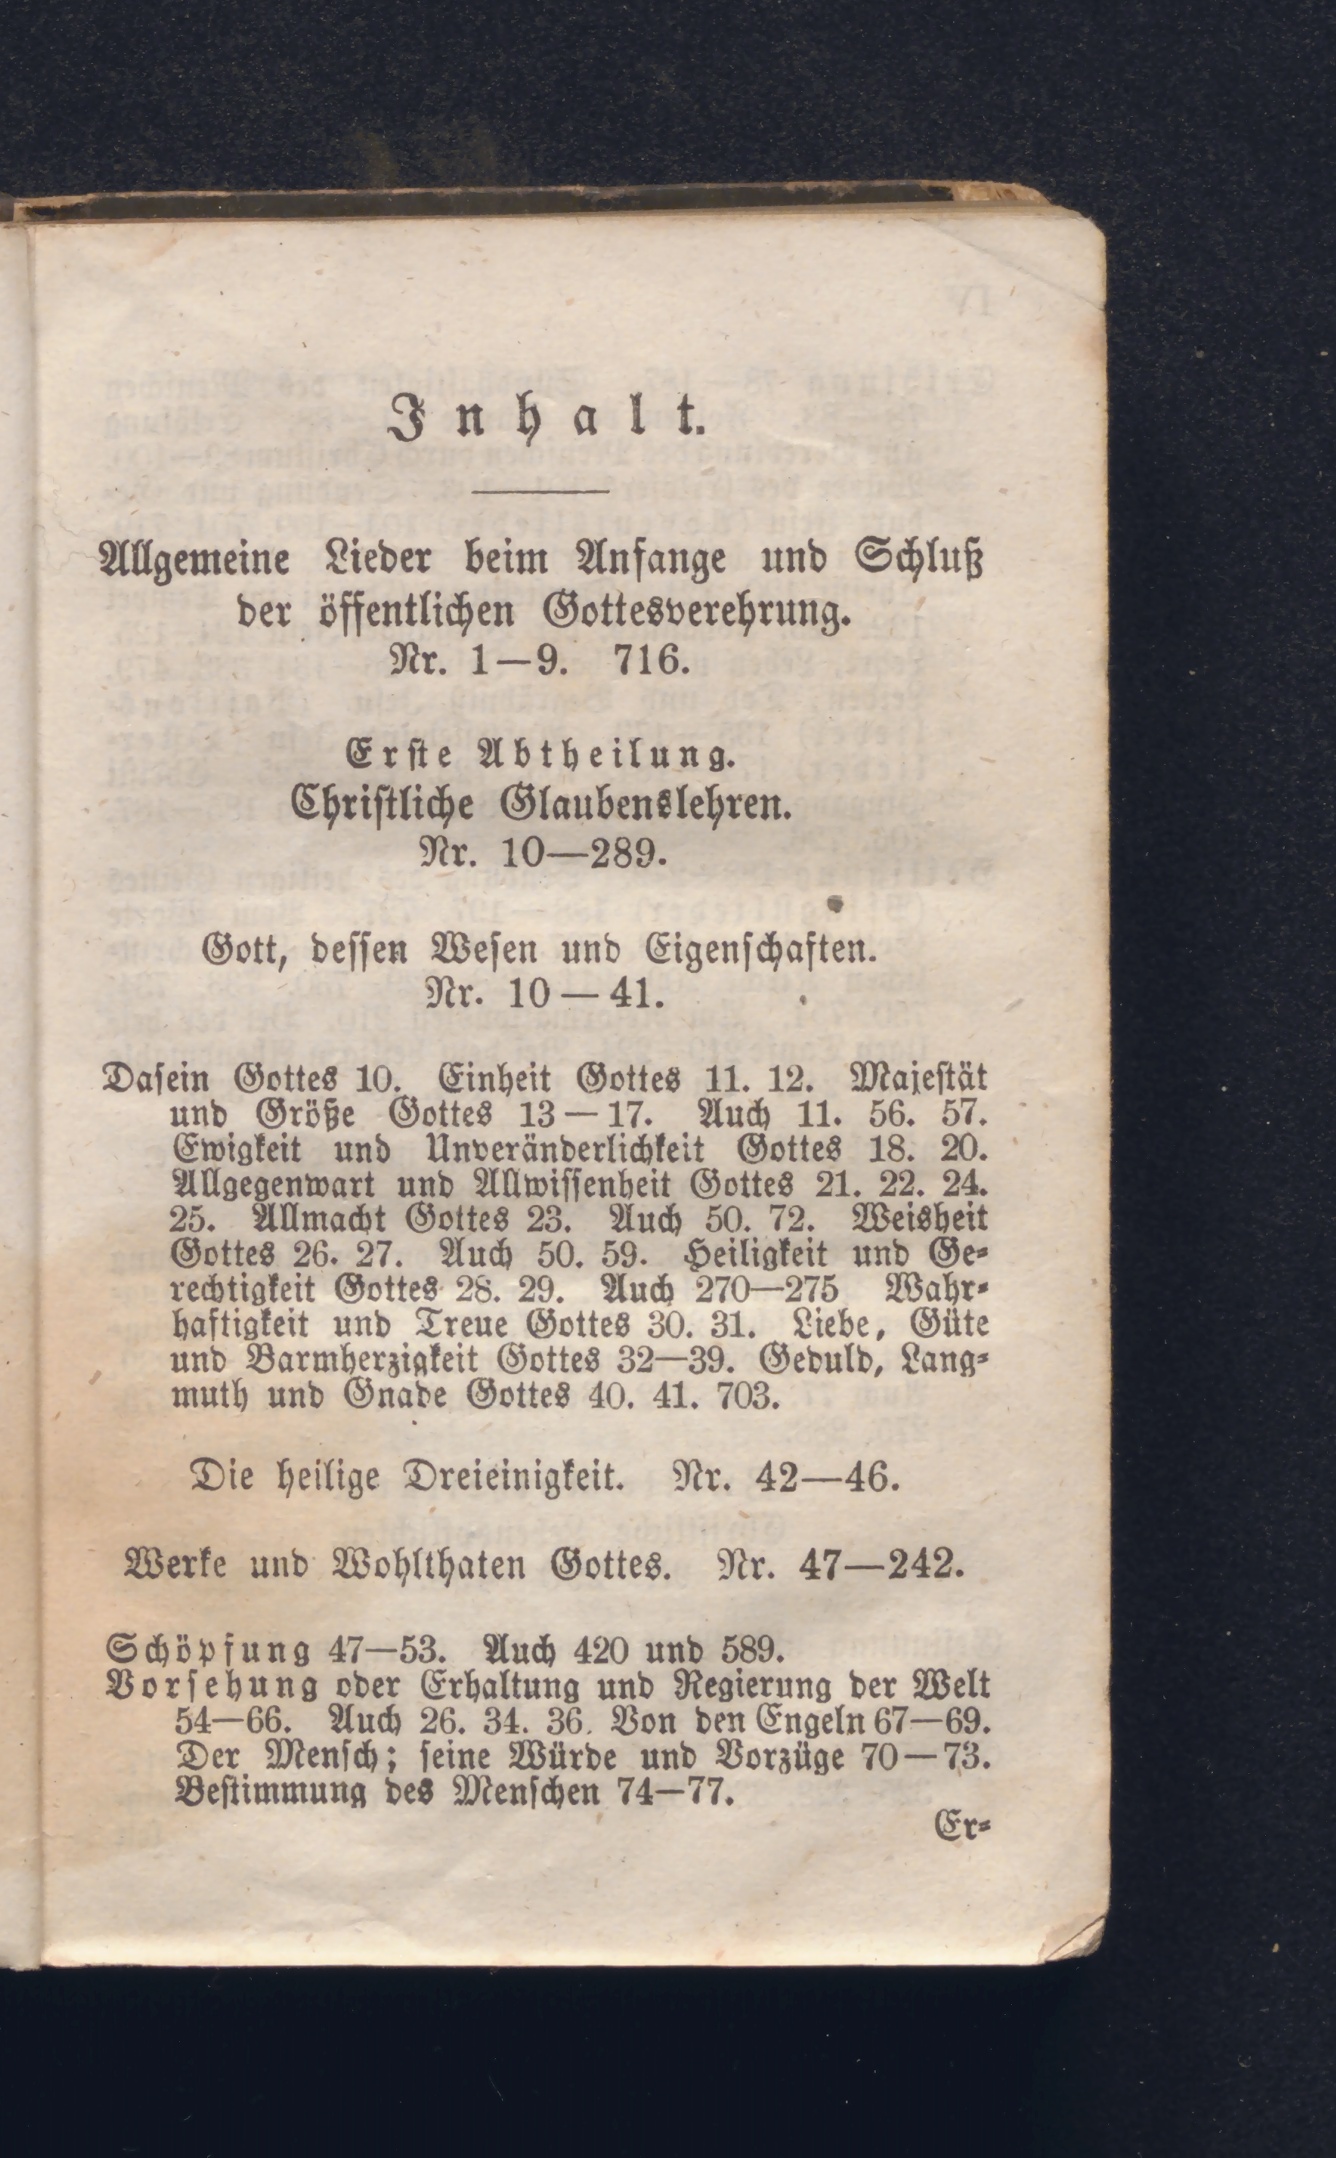 Inhalt.
Allgemeine Lieder beim Anfange und Schluß
der öffentlichen Gottesverehrung.
Nr. 1—9. 716.
Erste Abtheilung.
Christliche Glaubenslehren.
Nr. 10—289.
Gott, dessen Wesen und Eigenschaften.
Nr. 10—41.
Dasein Gottes 10. Einheit Gottes 11. 12. Majestät
und Größe Gottes 13—17. Auch 11. 56. 57.
Ewigkeit und Unveränderlichkeit Gottes 18. 20.
Allgegenwart und Allwissenheit Gottes 21. 22. 24.
25. Allmacht Gottes 23. Auch 50. 72. Weisheit
Gottes 26. 27. Auch 50. 59. Heiligkeit und Ge-
rechtigkeit Gottes 28. 29. Auch 270—275 Wahr-
haftigkeit und Treue Gottes 30. 31. Liebe, Güte
und Barmherzigkeit Gottes 32—39. Geduld, Lang-
muth und Gnade Gottes 40. 41. 703.
Die heilige Dreieinigkeit. Nr. 42—46.
Werke und Wohlthaten Gottes. Nr. 47—242.
Schöpfung 47—53. Auch 420 und 589.
Vorsehung oder Erhaltung und Regierung der Welt
54—66. Auch 26. 34. 36. Von den Engeln 67—69.
Der Mensch; seine Würde und Vorzüge 70—73.
Bestimmung des Menschen 74—77.
Er-